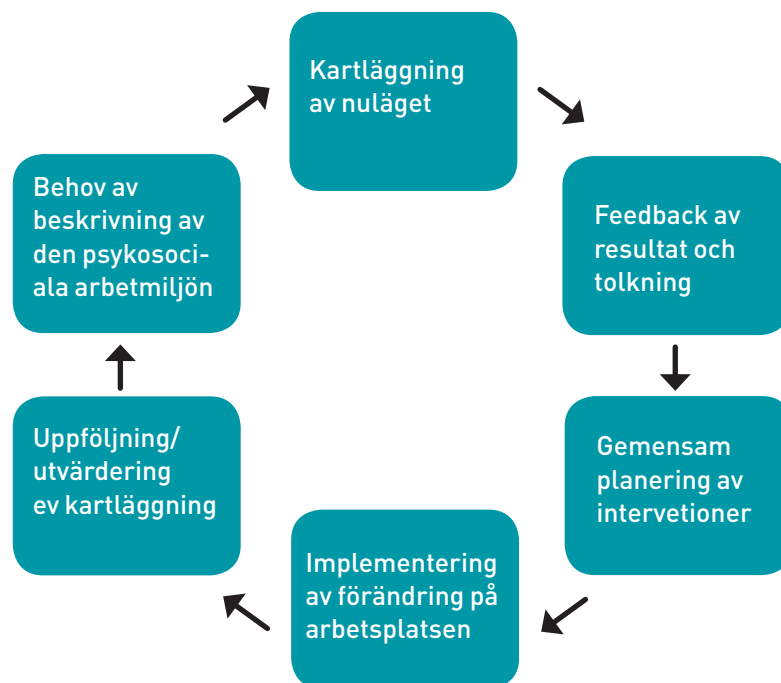 Kartläggning
av nuläget
Feedback av
resultat och
tolkning
Gemensam
planering av
intervetioner
Implementering
av förändring på
arbetsplatsen
Uppföljning/
utvärdering
ev kartläggning
Behov av
beskrivning av
den psykosoci-
ala arbetmiljön